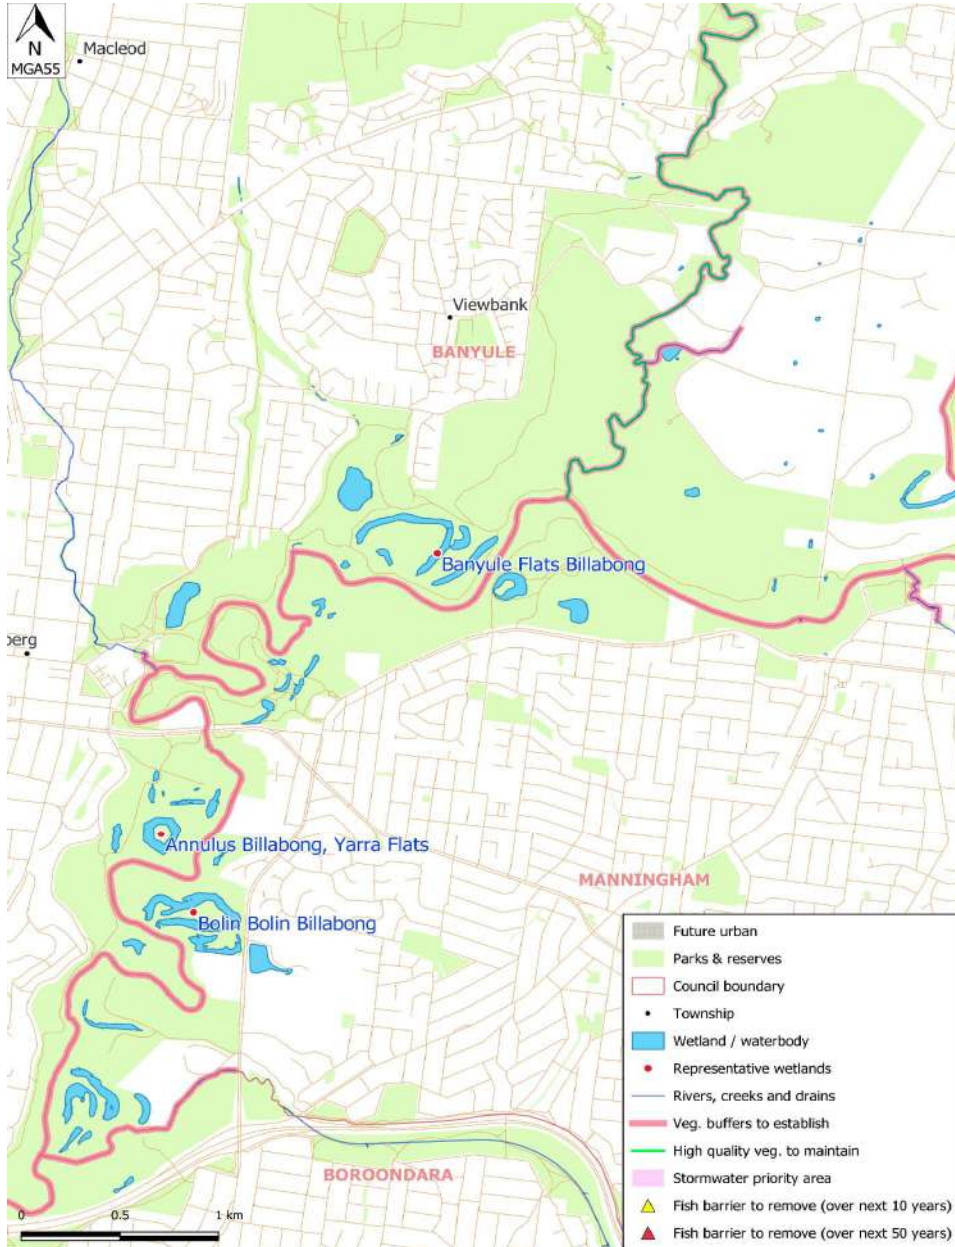 N
MGA55
Macleod
Viewbank
BANYULE
Banyule Flats Billabong
berg
Annulus Billabong, Yarra Flats
MANNINGHAM
Bolin Bolin Billabong
BOROONDARA
0 0.5 1 km
Future urban
Parks & reserves
Council boundary
Township
Wetland / waterbody
Representative wetlands
Rivers, creeks and drains
Veg. buffers to establish
High quality veg. to maintain
Stormwater priority area
Fish barrier to remove (over next 10 years)
Fish barrier to remove (over next 50 years)